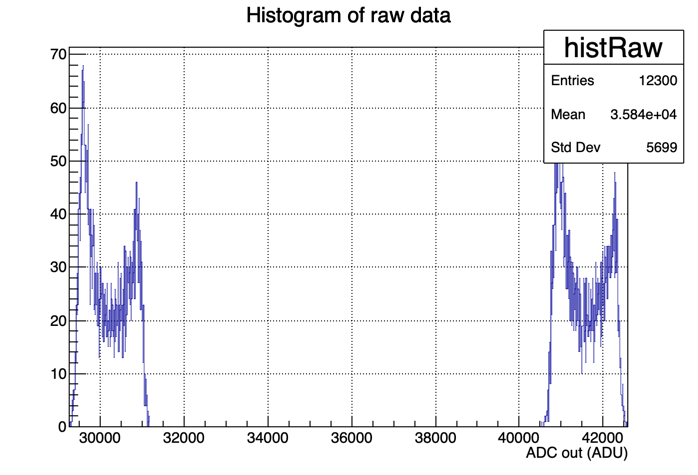 Histogram of raw data
histRaw
Entries 12300
Mean 3.584e+04
Std Dev 5699
70
60
50
40
30
20
10
0
30000 32000 34000 36000 38000 40000 42000
ADC out (ADU)